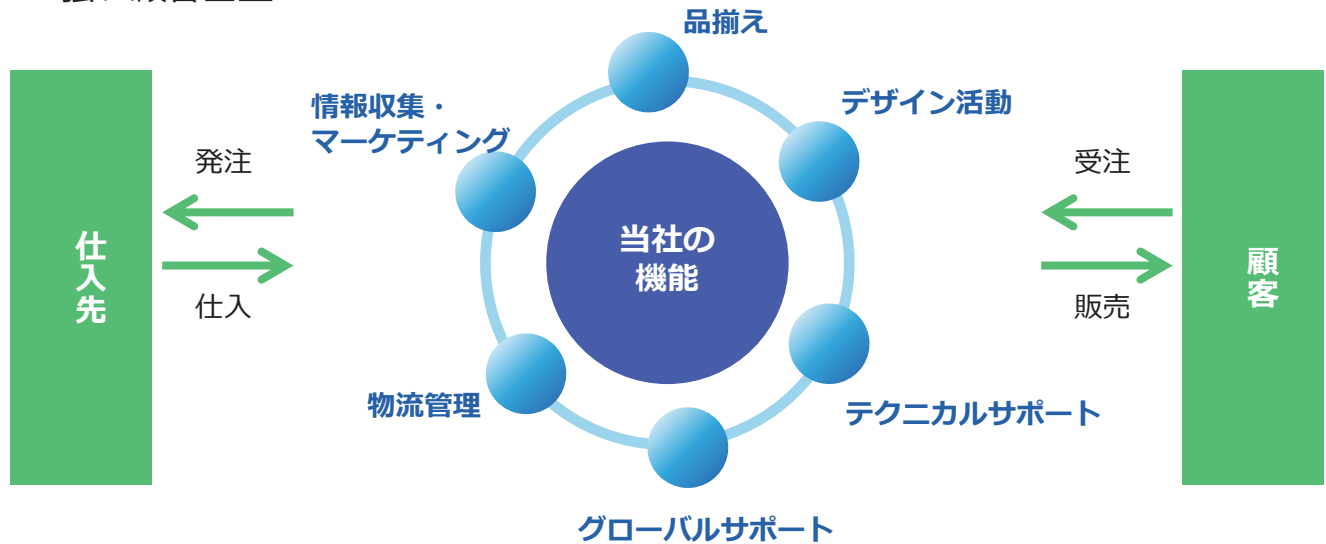 品揃え
情報収集・
マーケティング
デザイン活動
発注
受注
仕入先
当社の
機能
顧客
仕入
販売
物流管理
テクニカルサポート
グローバルサポート